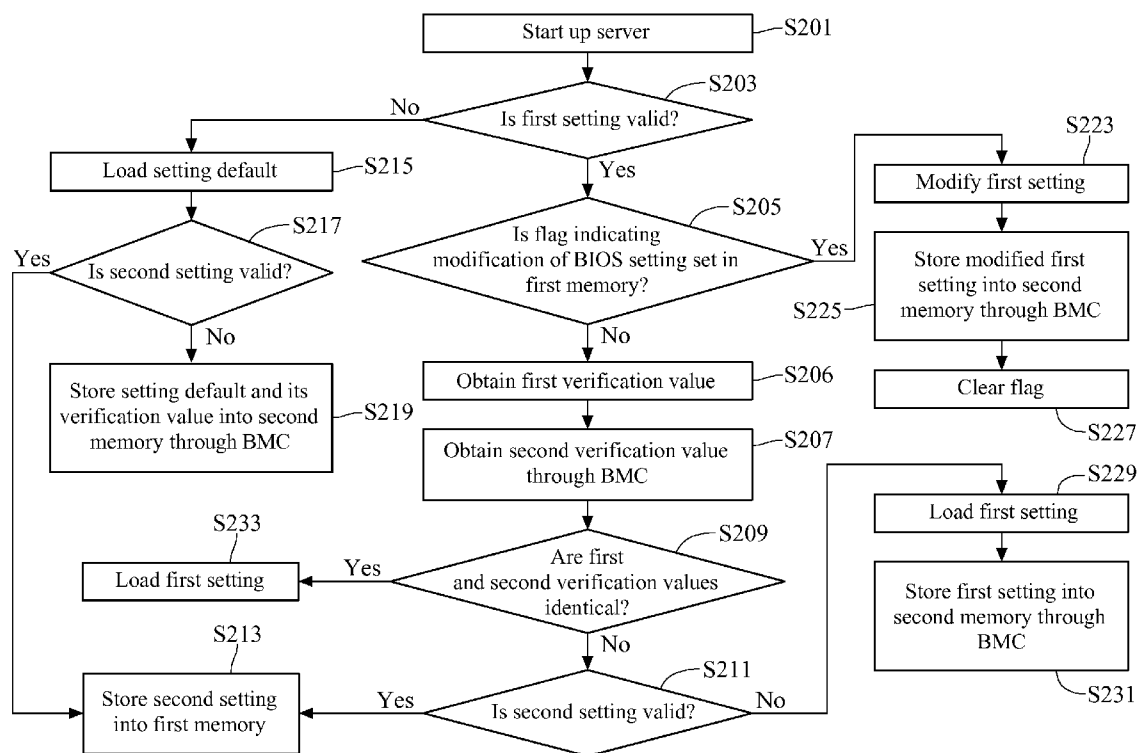 Start up server
S201
S203
No
Is first setting valid?
Yes
Load setting default
S215
S223
Modify first setting
S217
Yes
Is second setting valid?
No
S205
Is flag indicating
modification of BIOS setting set in
first memory?
Yes
No
Store modified first
setting into second
memory through BMC
S225
Store setting default and its
verification value into second
memory through BMC
S219
Obtain first verification value
S206
Clear flag
S227
S207
Obtain second verification value
through BMC
S229
Load first setting
S233
Load first setting
Yes
S209
Are first
and second verification values
identical?
No
Store first setting into
second memory through
BMC
S231
S213
Store second setting
into first memory
Yes
S211
Is second setting valid?
No